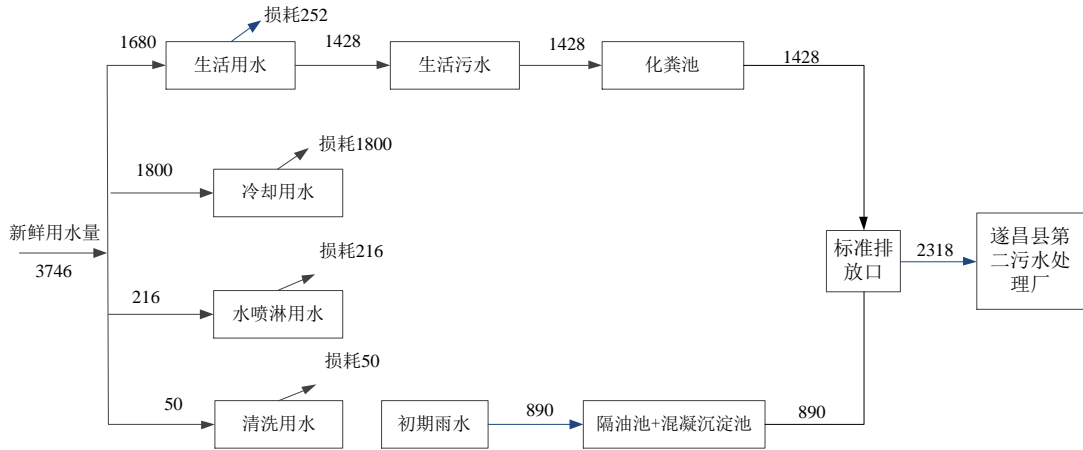 损耗252
1680
生活用水
1428
生活污水
1428
化粪池
1428
损耗1800
1800
冷却用水
新鲜用水量
3746
损耗216
216
水喷淋用水
标准排
放口
2318
遂昌县第
二污水处
理厂
损耗50
50
清洗用水
初期雨水
890
隔油池+混凝沉淀池
890